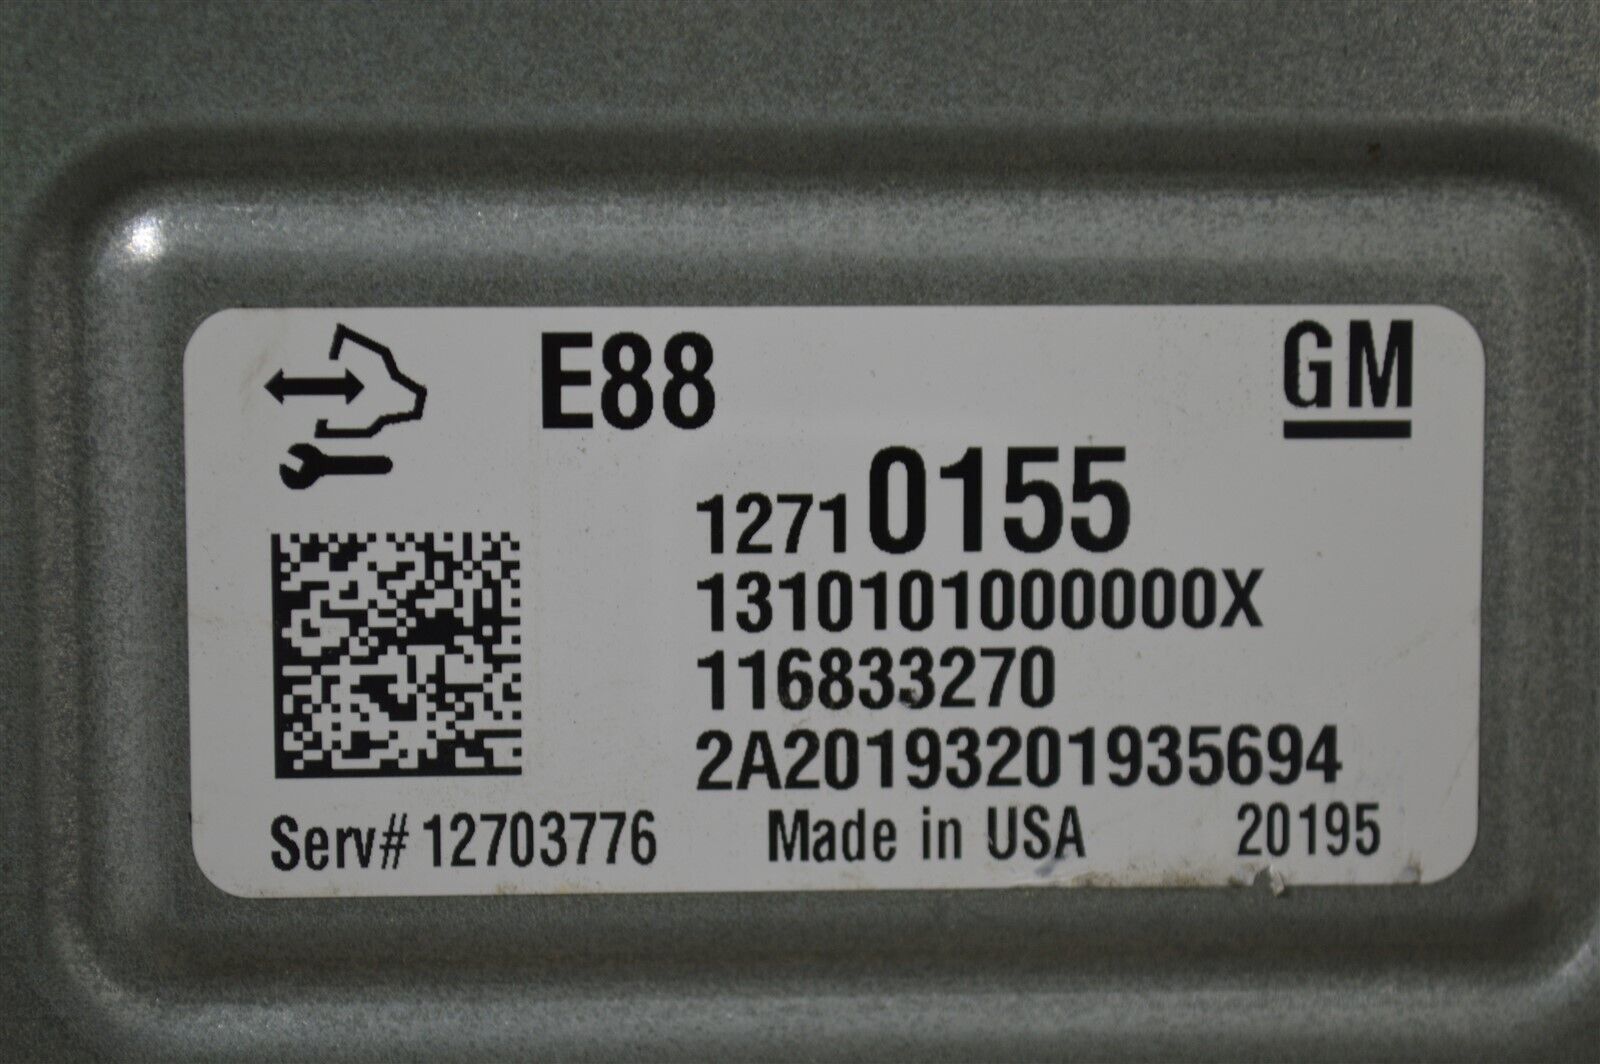 E88
GM
12710155
1310101000000X
116833270
2A20193201935694
Serv# 12703776 Made in USA 20195